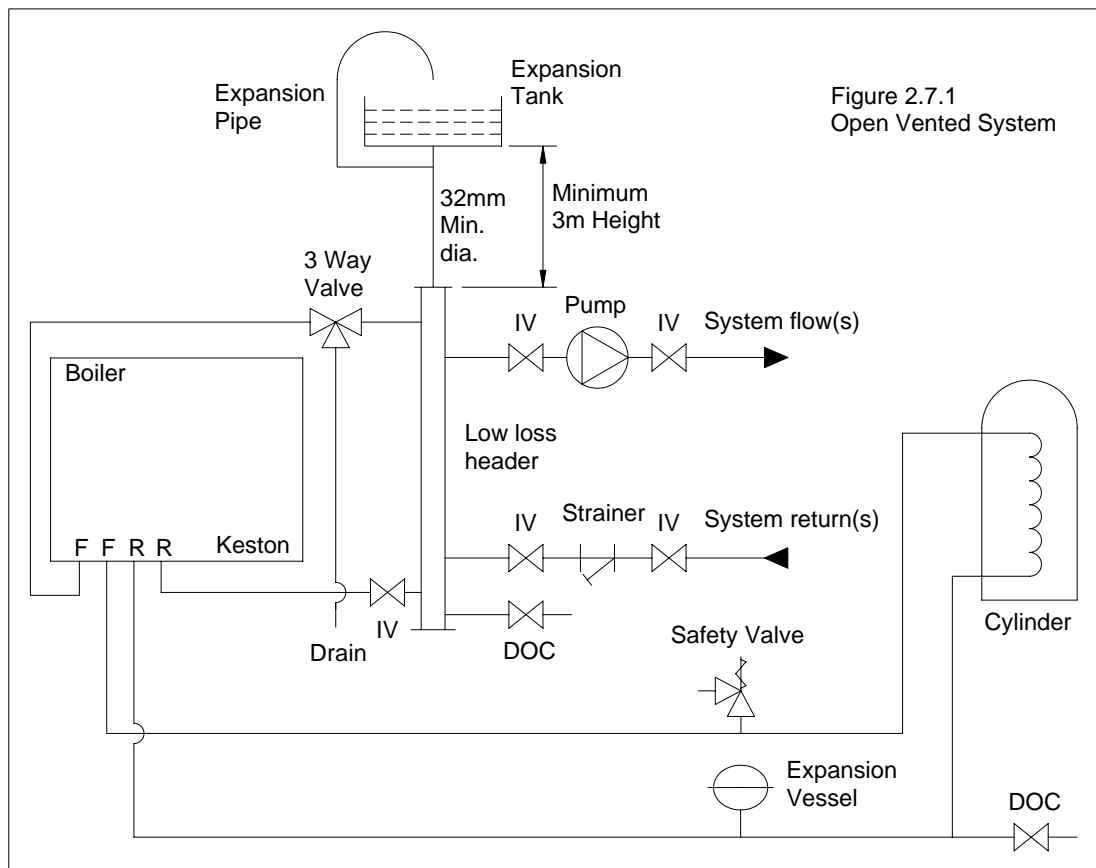 Expansion
Pipe
Expansion
Tank
Figure 2.7.1
Open Vented System
32mm
Min.
dia.
Minimum
3m Height
3 Way
Valve
IV
Pump
IV
System flow(s)
Boiler
Low loss
header
IV
Strainer
IV
System return(s)
F F R R
Keston
IV
Drain
DOC
Safety Valve
Cylinder
Expansion
Vessel
DOC